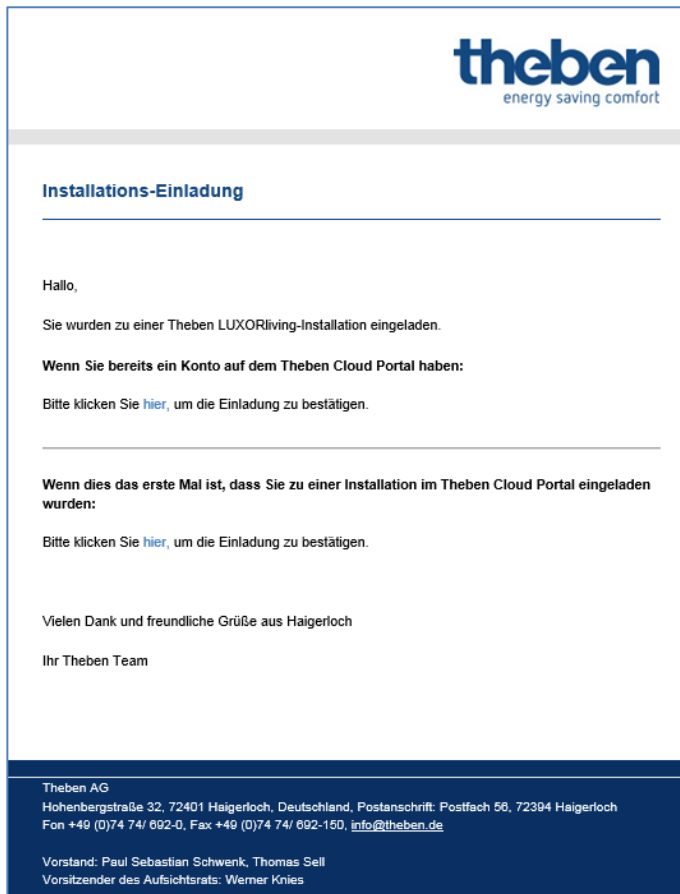 theben
energy saving comfort
Installations-Einladung
Hallo,
Sie wurden zu einer Theben LUXORliving-Installation eingeladen.
Wenn Sie bereits ein Konto auf dem Theben Cloud Portal haben:
Bitte klicken Sie hier, um die Einladung zu bestätigen.
Wenn dies das erste Mal ist, dass Sie zu einer Installation im Theben Cloud Portal eingeladen
wurden:
Bitte klicken Sie hier, um die Einladung zu bestätigen.
Vielen Dank und freundliche Grüße aus Haigerloch
Ihr Theben Team
Theben AG
Hohenbergstraße 32, 72401 Haigerloch, Deutschland, Postanschrift: Postfach 56, 72394 Haigerloch
Fon +49 (0)74 74/ 692-0, Fax +49 (0)74 74/ 692-150, info@theben.de
Vorstand: Paul Sebastian Schwenk, Thomas Sell
Vorsitzender des Aufsichtsrats: Werner Knies